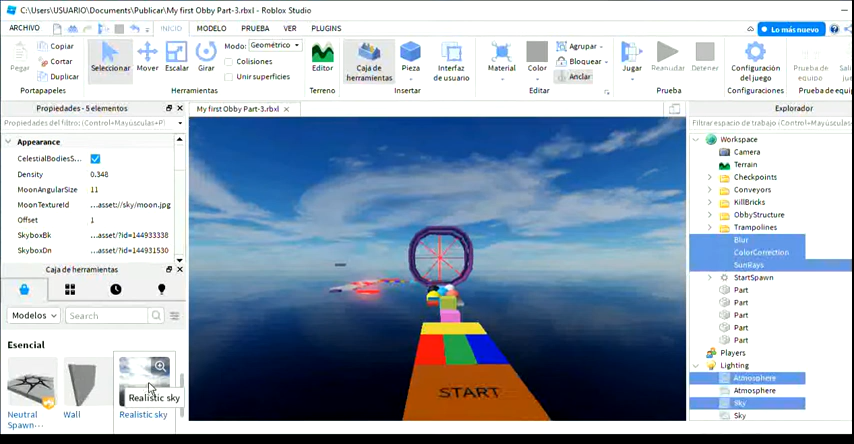 C:\Users\USUARIO\Documents\Publicar\My first Obby Part-3.rbxl - Roblox Studio
ARCHIVO INICIO MODELO PRUEBA VER PLUGINS Lo más nuevo
Pegar Copiar Cortar Duplicar
Seleccionar Mover Escalar Girar
Modo: Geométrico
Colisiones
Unir superficies
Editor
Caja de herramientas
Pieza
Interfaz de usuario
Material
Color
Agrupar
Bloquear
Anclar
Jugar
Reanudar
Detener
Configuración del juego
Prueba de equipo
Portapapeles Herramientas Terreno Insertar Editar Prueba Configuraciones Prueba de equipo
Propiedades - 5 elementos
Propiedades del filtro: (Control+Mayúsculas+P)
Appearance
CelestialBodiesS...
Density 0.348
MoonAngularSize 11
MoonTextureId ...asset://sky/moon.jpg
Offset 1
SkyboxBk ...asset/?id=144933338
SkyboxDn ...asset/?id=144931530
Caja de herramientas
Modelos Search
Esencial
Neutral Spawn...
Wall
Realistic sky
Realistic sky
My first Obby Part-3.rbxl
START
Explorador
Filtrar espacio de trabajo (Control+Mayúsculas
Workspace
Camera
Terrain
Checkpoints
Conveyors
KillBricks
ObbyStructure
Trampolines
Blur
ColorCorrection
SunRays
StartSpawn
Part
Part
Part
Part
Part
Players
Lighting
Atmosphere
Atmosphere
Sky
Sky